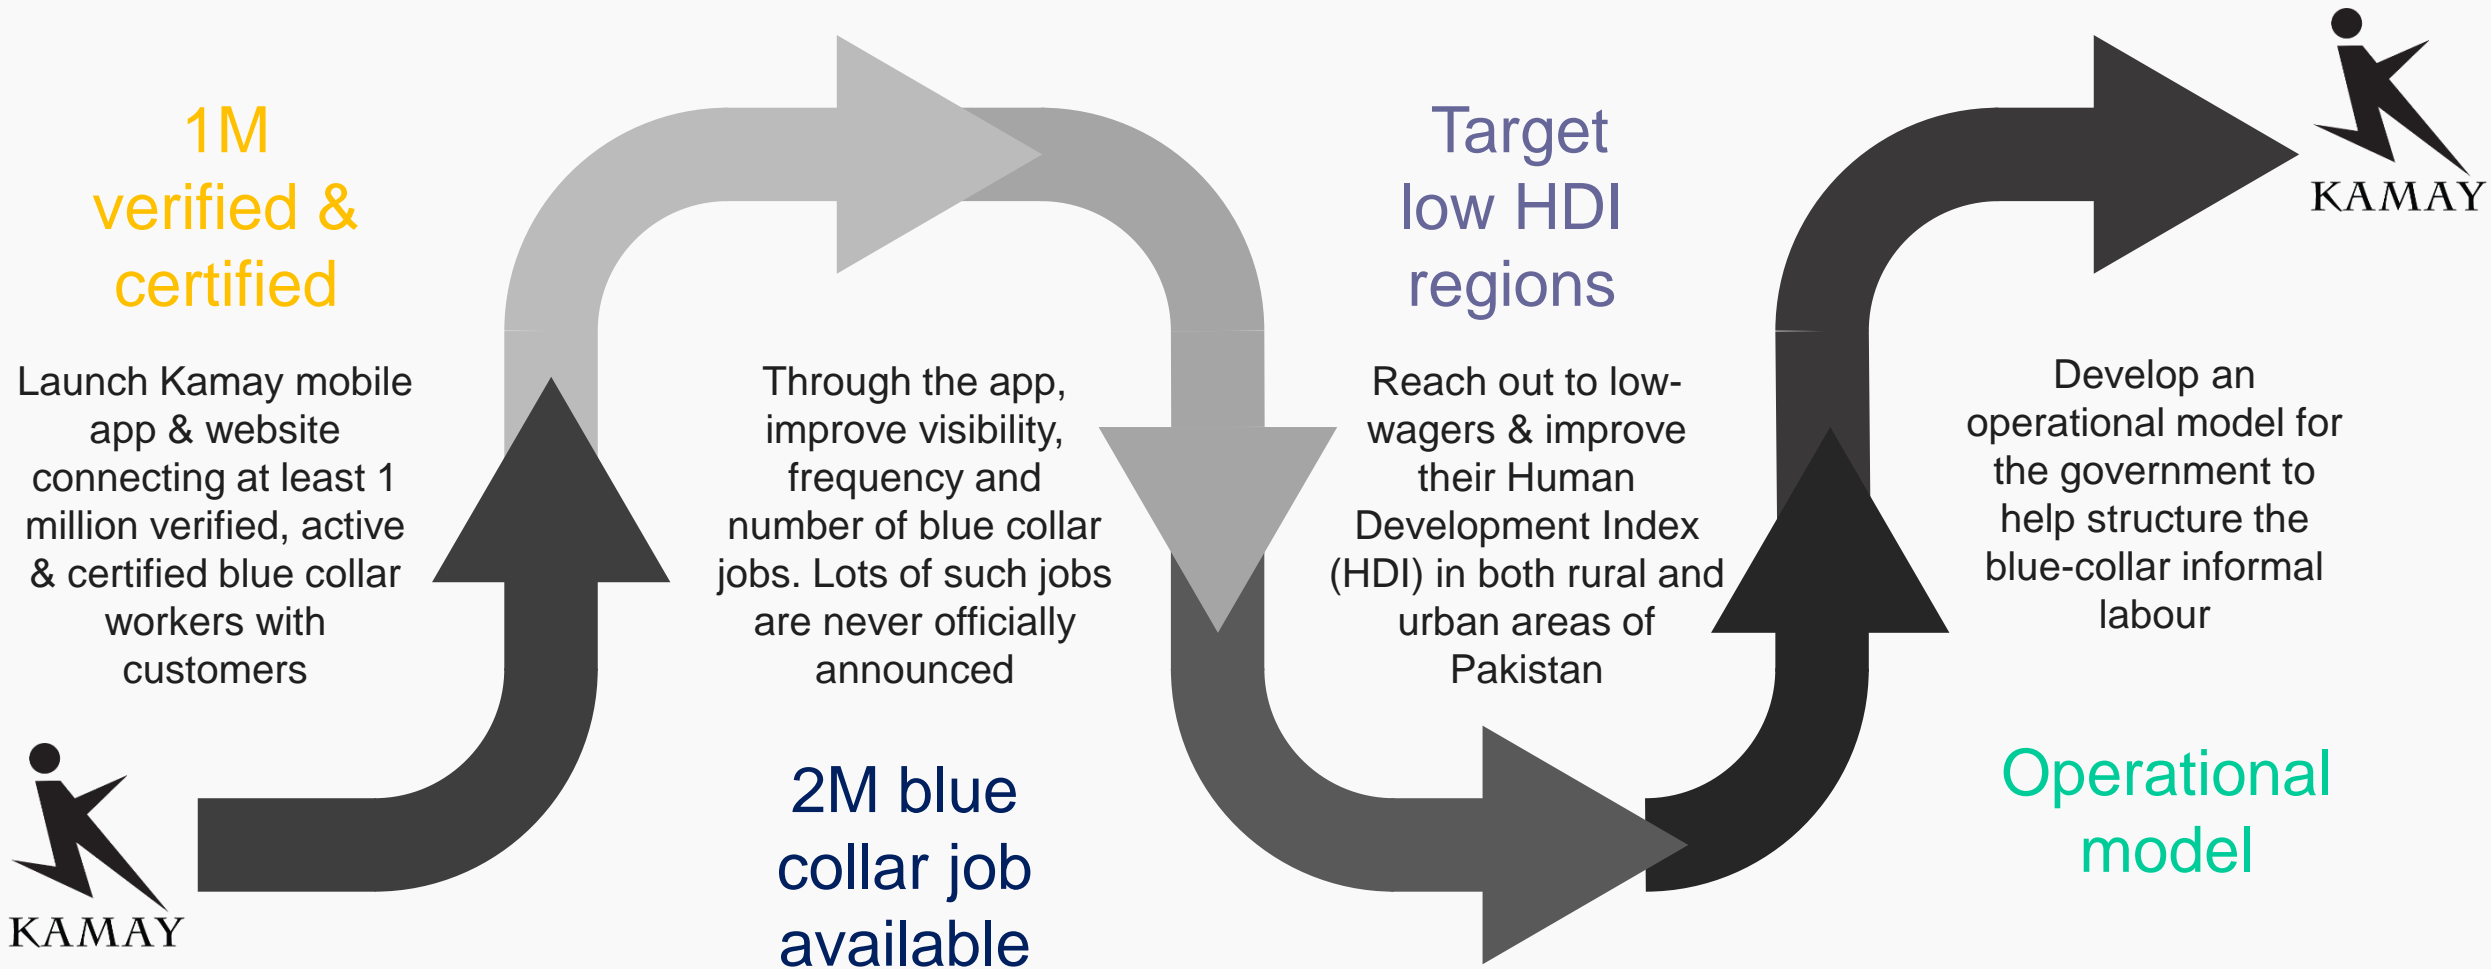 1M
verified &
certified
Launch Kamay mobile
app & website
connecting at least 1
million verified, active
& certified blue collar
workers with
customers
KAMAY
Through the app,
improve visibility,
frequency and
number of blue collar
jobs. Lots of such jobs
are never officially
announced
2M blue
collar job
available
Target
low HDI
regions
Reach out to low-
wagers & improve
their Human
Development Index
(HDI) in both rural and
urban areas of
Pakistan
KAMAY
Develop an
operational model for
the government to
help structure the
blue-collar informal
labour
Operational
model